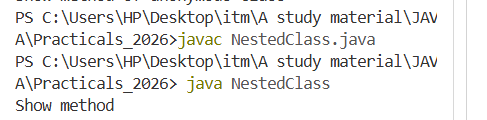 PS C:\Users\HP\Desktop\itm\A study material\JAV
A\Practicals_2026>javac NestedClass.java
PS C:\Users\HP\Desktop\itm\A study material\JAV
A\Practicals_2026> java NestedClass
Show method